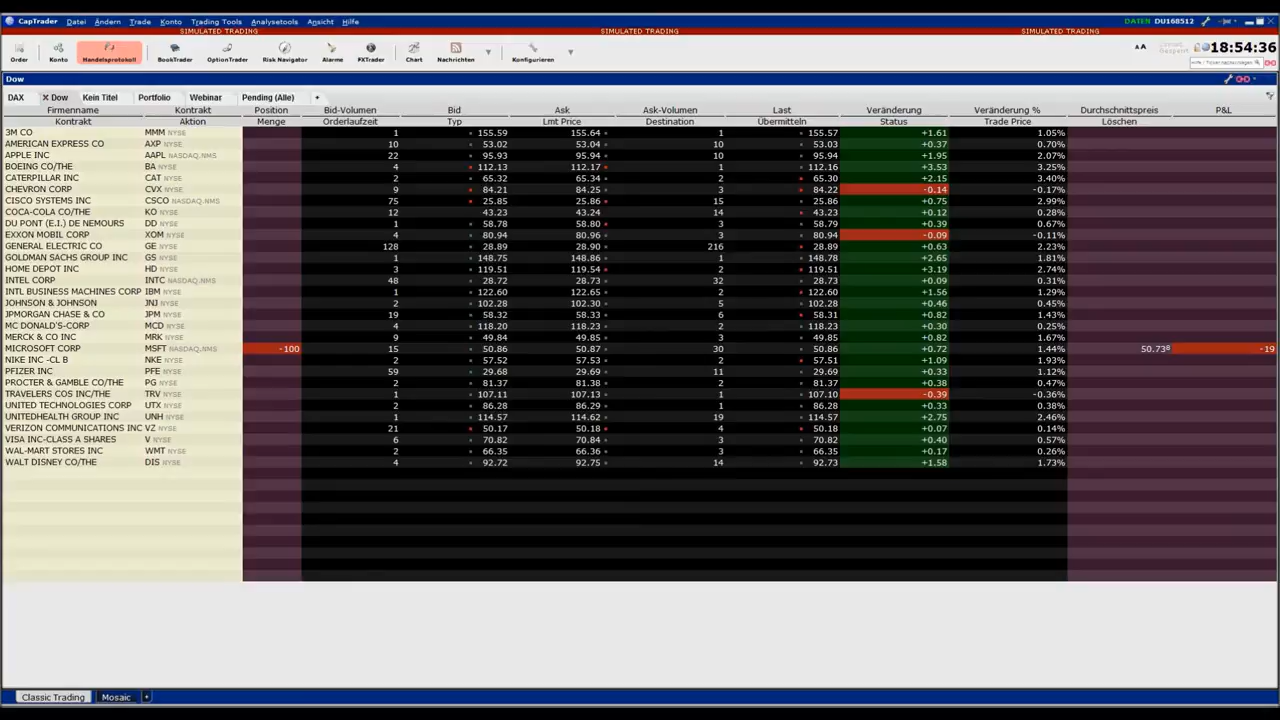 CapTrader Datei Ändern Trade Konto Trading Tools Analysetools Ansicht Hilfe DATEN DU168512
SIMULATED TRADING SIMULATED TRADING SIMULATED TRADING
Order Konto Handelsprotokoll BookTrader OptionTrader Risk Navigator Alarme FXTrader Chart Nachrichten Konfigurieren 18:54:36
Dow
DAX X Dow Kein Titel Portfolio Webinar Pending (Alle) +
Firmenname Kontrakt Position Bid-Volumen Bid Ask Ask-Volumen Last Veränderung Veränderung % Durchschnittspreis P&L
Kontrakt Aktion Menge Orderlaufzeit Typ Lmt Price Destination Übermitteln Status Trade Price Löschen
3M CO MMM NYSE 1 155.59 155.64 1 155.57 +1.61 1.05%
AMERICAN EXPRESS CO AXP NYSE 10 53.02 53.04 10 53.03 +0.37 0.70%
APPLE INC AAPL NASDAQ.NMS 22 95.93 95.94 10 95.94 +1.95 2.07%
BOEING CO/THE BA NYSE 4 112.13 112.17 1 112.16 +3.53 3.25%
CATERPILLAR INC CAT NYSE 2 65.32 65.34 2 65.30 +2.15 3.40%
CHEVRON CORP CVX NYSE 9 84.21 84.25 3 84.22 -0.14 -0.17%
CISCO SYSTEMS INC CSCO NASDAQ.NMS 75 25.85 25.86 15 25.86 +0.75 2.99%
COCA-COLA CO/THE KO NYSE 12 43.23 43.24 14 43.23 +0.12 0.28%
DU PONT (E.I.) DE NEMOURS DD NYSE 1 58.78 58.80 3 58.79 +0.39 0.67%
EXXON MOBIL CORP XOM NYSE 4 80.94 80.96 3 80.94 -0.09 -0.11%
GENERAL ELECTRIC CO GE NYSE 128 28.89 28.90 216 28.89 +0.63 2.23%
GOLDMAN SACHS GROUP INC GS NYSE 1 148.75 148.86 1 148.78 +2.65 1.81%
HOME DEPOT INC HD NYSE 3 119.51 119.54 2 119.51 +3.19 2.74%
INTEL CORP INTC NASDAQ.NMS 48 28.72 28.73 32 28.73 +0.09 0.31%
INTL BUSINESS MACHINES CORP IBM NYSE 1 122.60 122.65 2 122.60 +1.56 1.29%
JOHNSON & JOHNSON JNJ NYSE 2 102.28 102.30 5 102.28 +0.46 0.45%
JPMORGAN CHASE & CO JPM NYSE 19 58.32 58.33 6 58.31 +0.82 1.43%
MC DONALD'S-CORP MCD NYSE 4 118.20 118.23 2 118.23 +0.30 0.25%
MERCK & CO INC MRK NYSE 9 49.84 49.85 3 49.85 +0.82 1.67%
MICROSOFT CORP MSFT NASDAQ.NMS -100 15 50.86 50.87 30 50.86 +0.72 1.44% 50.73⁶ -19
NIKE INC -CL B NKE NYSE 2 57.52 57.53 2 57.51 +1.09 1.93%
PFIZER INC PFE NYSE 59 29.68 29.69 11 29.69 +0.33 1.12%
PROCTER & GAMBLE CO/THE PG NYSE 2 81.37 81.38 2 81.37 +0.38 0.47%
TRAVELERS COS INC/THE TRV NYSE 1 107.11 107.13 1 107.10 -0.39 -0.36%
UNITED TECHNOLOGIES CORP UTX NYSE 2 86.28 86.29 1 86.28 +0.33 0.38%
UNITEDHEALTH GROUP INC UNH NYSE 1 114.57 114.62 19 114.57 +2.75 2.46%
VERIZON COMMUNICATIONS INC VZ NYSE 21 50.17 50.18 4 50.18 +0.07 0.14%
VISA INC-CLASS A SHARES V NYSE 6 70.82 70.84 3 70.82 +0.40 0.57%
WAL-MART STORES INC WMT NYSE 2 66.35 66.36 3 66.35 +0.17 0.26%
WALT DISNEY CO/THE DIS NYSE 4 92.72 92.75 14 92.73 +1.58 1.73%
Classic Trading Mosaic +